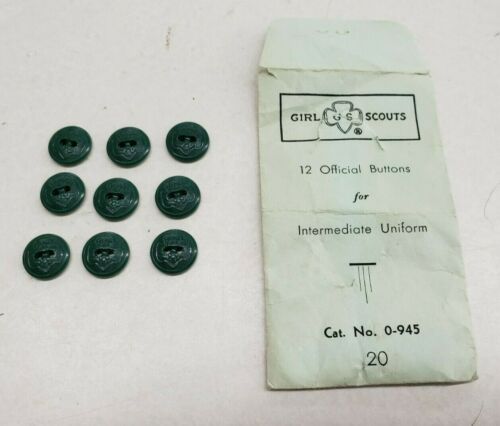 GIRL GS SCOUTS
®
12 Official Buttons
for
Intermediate Uniform
Cat. No. 0-945
20